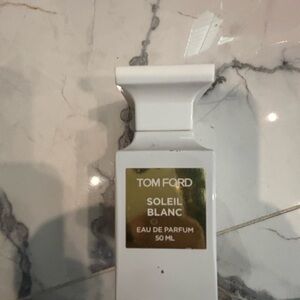 TOM FORD
SOLEIL
BLANC
EAU DE PARFUM
50 ML